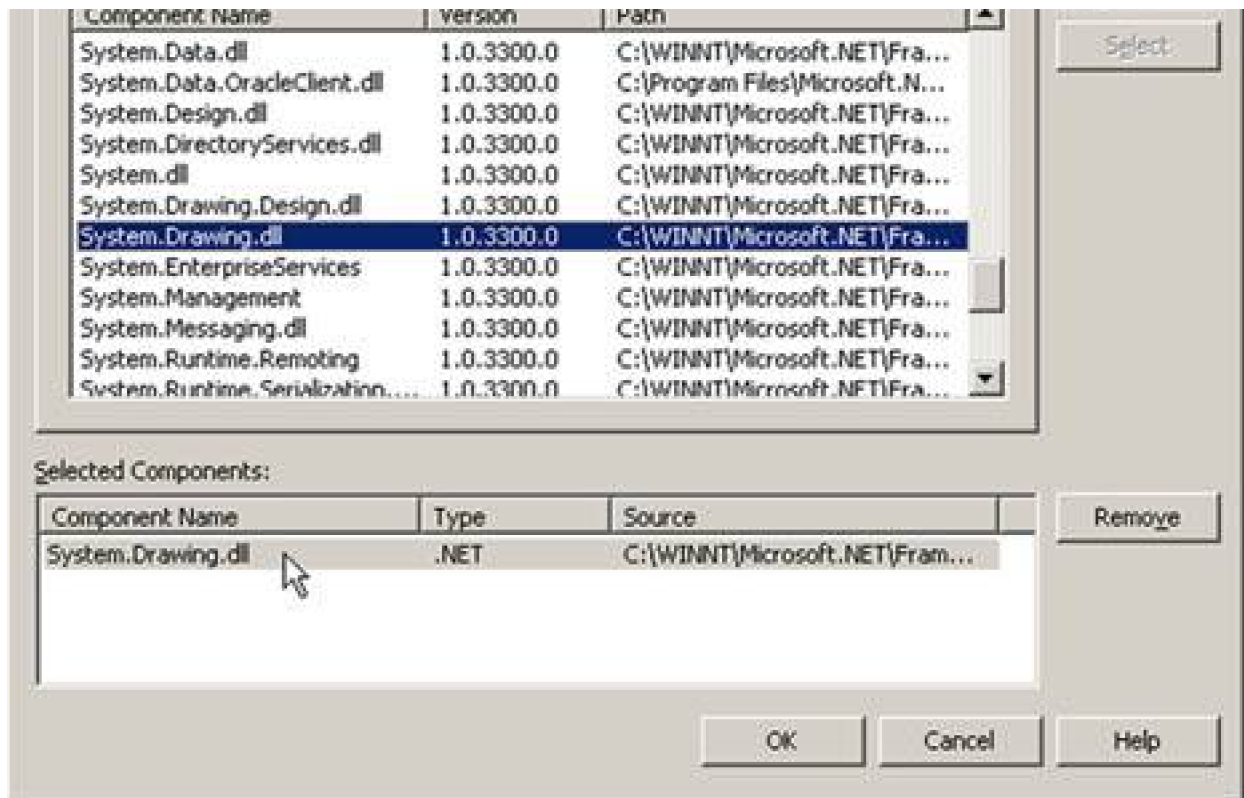 Component Name Version Path
System.Data.dll 1.0.3300.0 C:\WINNT\Microsoft.NET\Fra...
Select
System.Data.OracleClient.dll 1.0.3300.0 C:\Program Files\Microsoft.N...
System.Design.dll 1.0.3300.0 C:\WINNT\Microsoft.NET\Fra...
System.DirectoryServices.dll 1.0.3300.0 C:\WINNT\Microsoft.NET\Fra...
System.dll 1.0.3300.0 C:\WINNT\Microsoft.NET\Fra...
System.Drawing.Design.dll 1.0.3300.0 C:\WINNT\Microsoft.NET\Fra...
System.Drawing.dll 1.0.3300.0 C:\WINNT\Microsoft.NET\Fra...
System.EnterpriseServices 1.0.3300.0 C:\WINNT\Microsoft.NET\Fra...
System.Management 1.0.3300.0 C:\WINNT\Microsoft.NET\Fra...
System.Messaging.dll 1.0.3300.0 C:\WINNT\Microsoft.NET\Fra...
System.Runtime.Remoting 1.0.3300.0 C:\WINNT\Microsoft.NET\Fra...
System.Runtime.Serialization.... 1.0.3300.0 C:\WINNT\Microsoft.NET\Fra...
Selected Components:
Component Name Type Source
Remove
System.Drawing.dll .NET C:\WINNT\Microsoft.NET\Fram...
OK Cancel Help